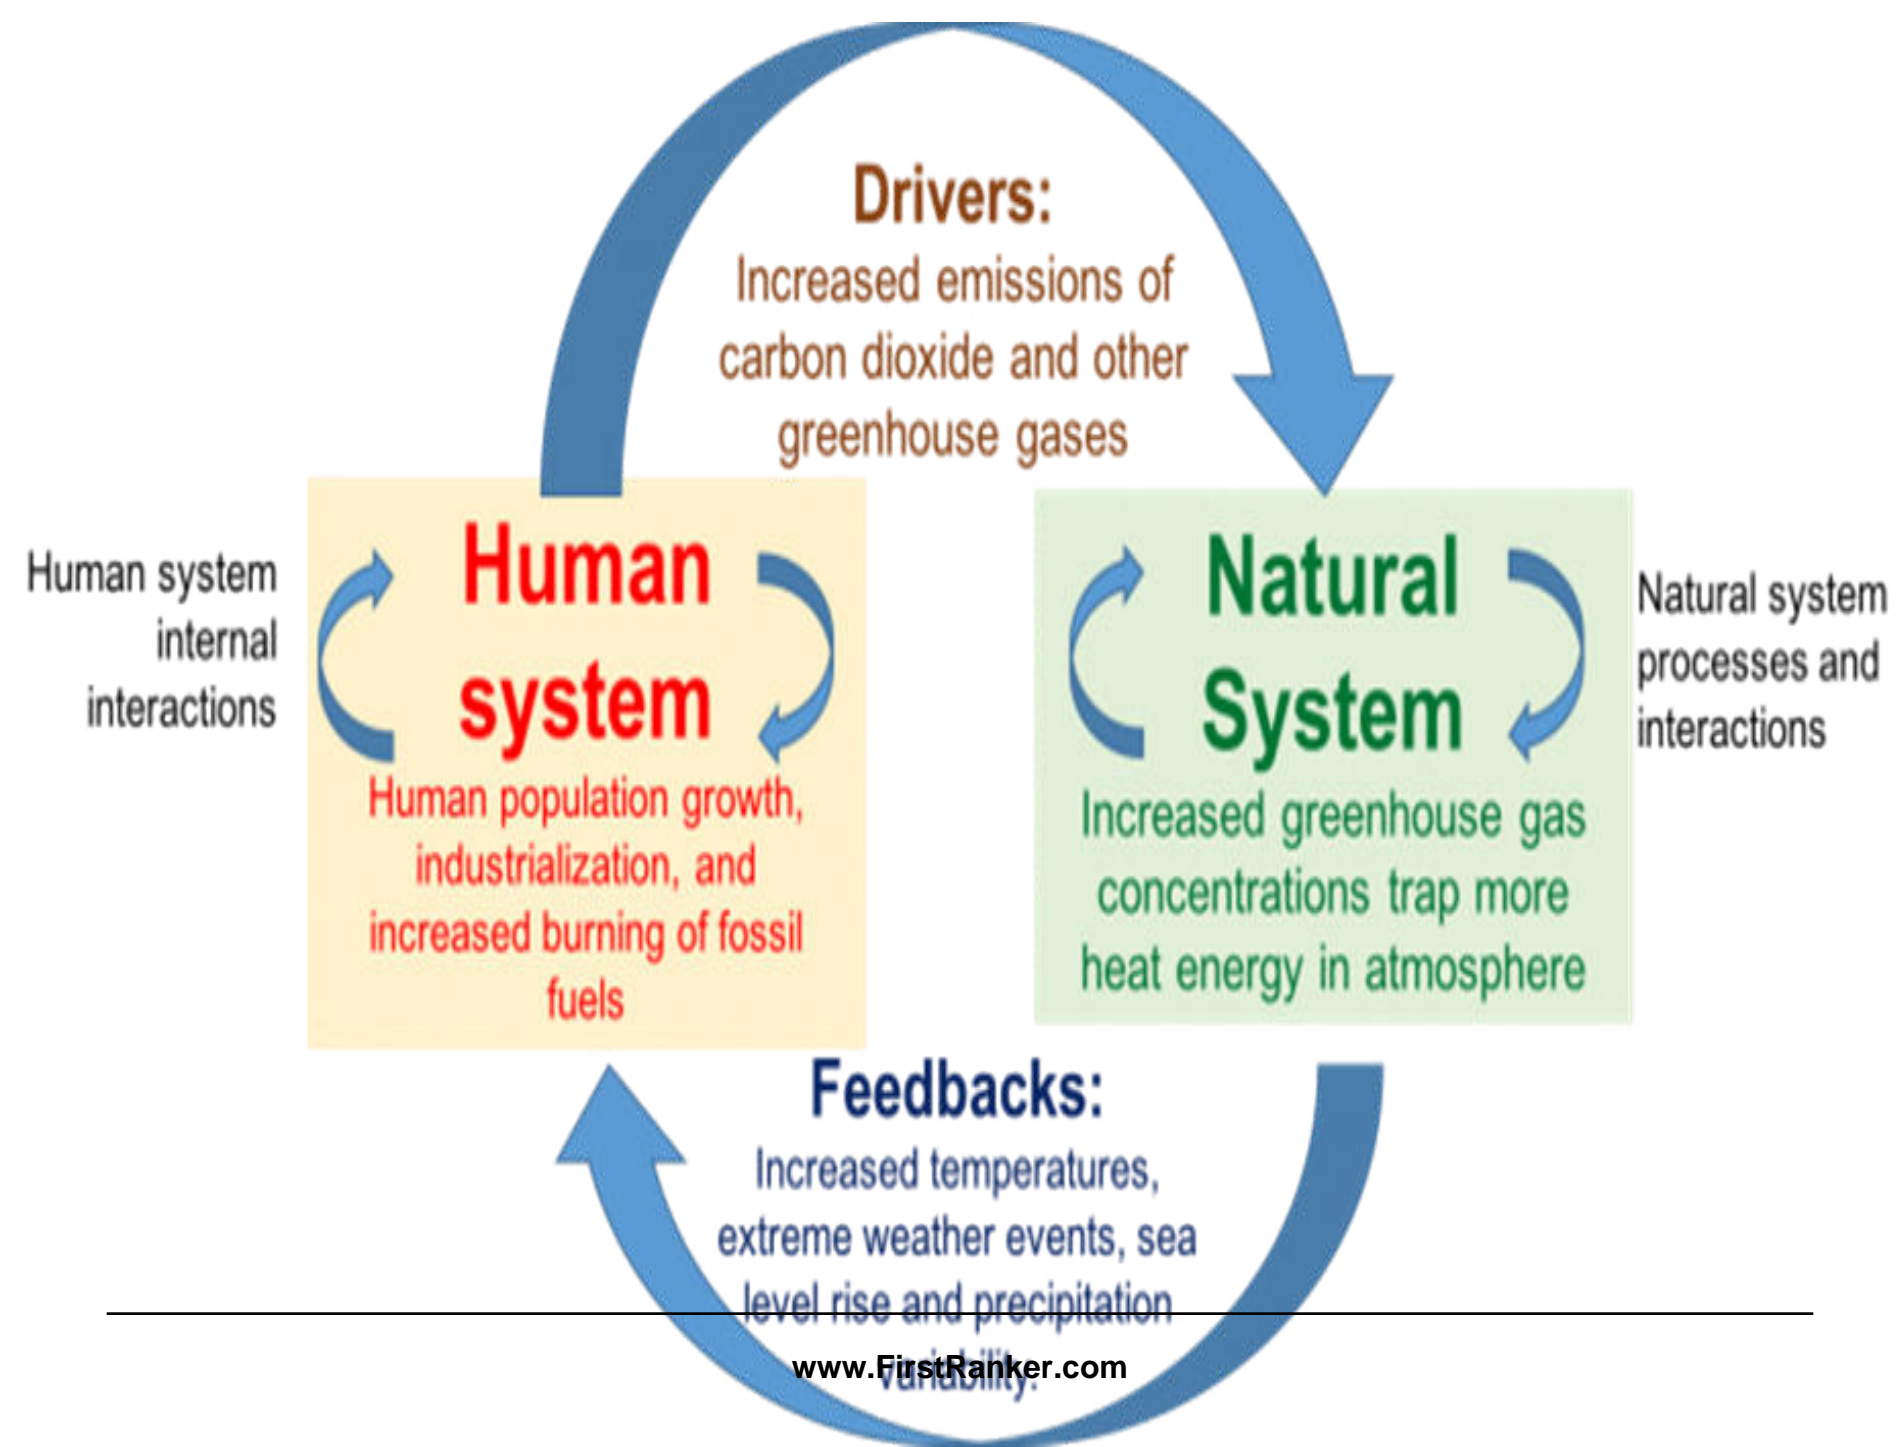 Drivers:
Increased emissions of
carbon dioxide and other
greenhouse gases
Human system
internal
interactions
Human
system
Human population growth,
industrialization, and
increased burning of fossil
fuels
Natural
System
Increased greenhouse gas
concentrations trap more
heat energy in atmosphere
Natural system
processes and
interactions
Feedbacks:
Increased temperatures,
extreme weather events, sea
level rise and precipitation
variability.
www.FirstRanker.com